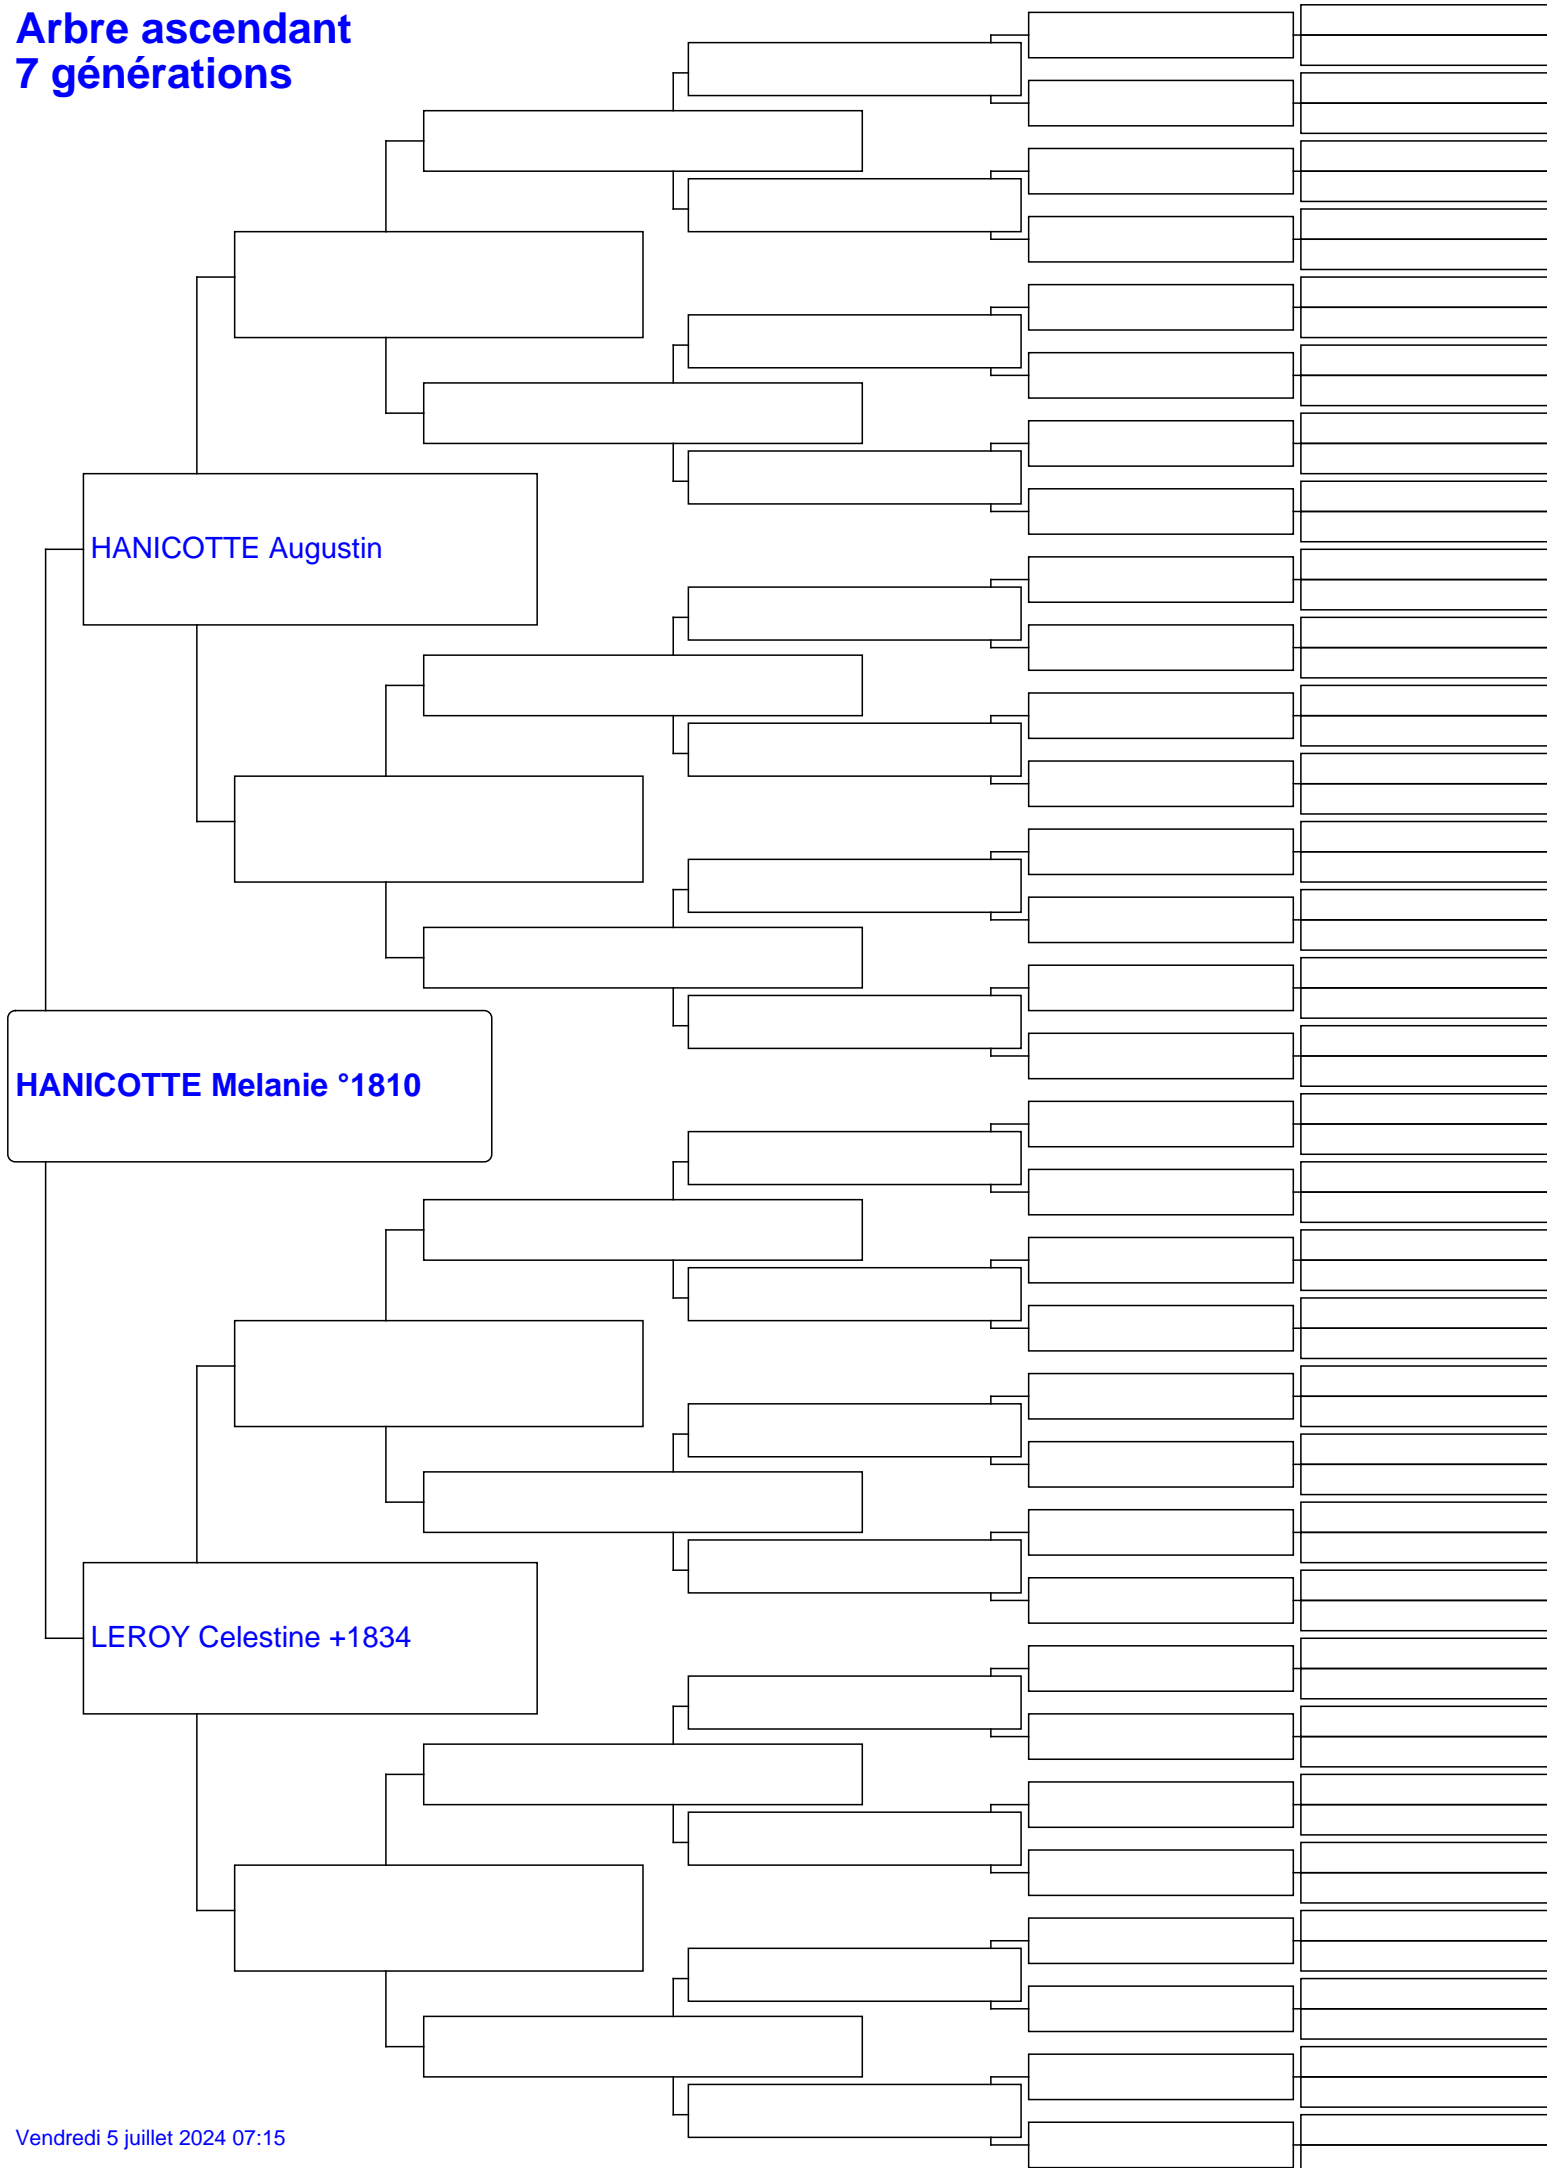 Arbre ascendant
7 générations
HANICOTTE Augustin
HANICOTTE Melanie °1810
LEROY Celestine +1834
Vendredi 5 juillet 2024 07:15